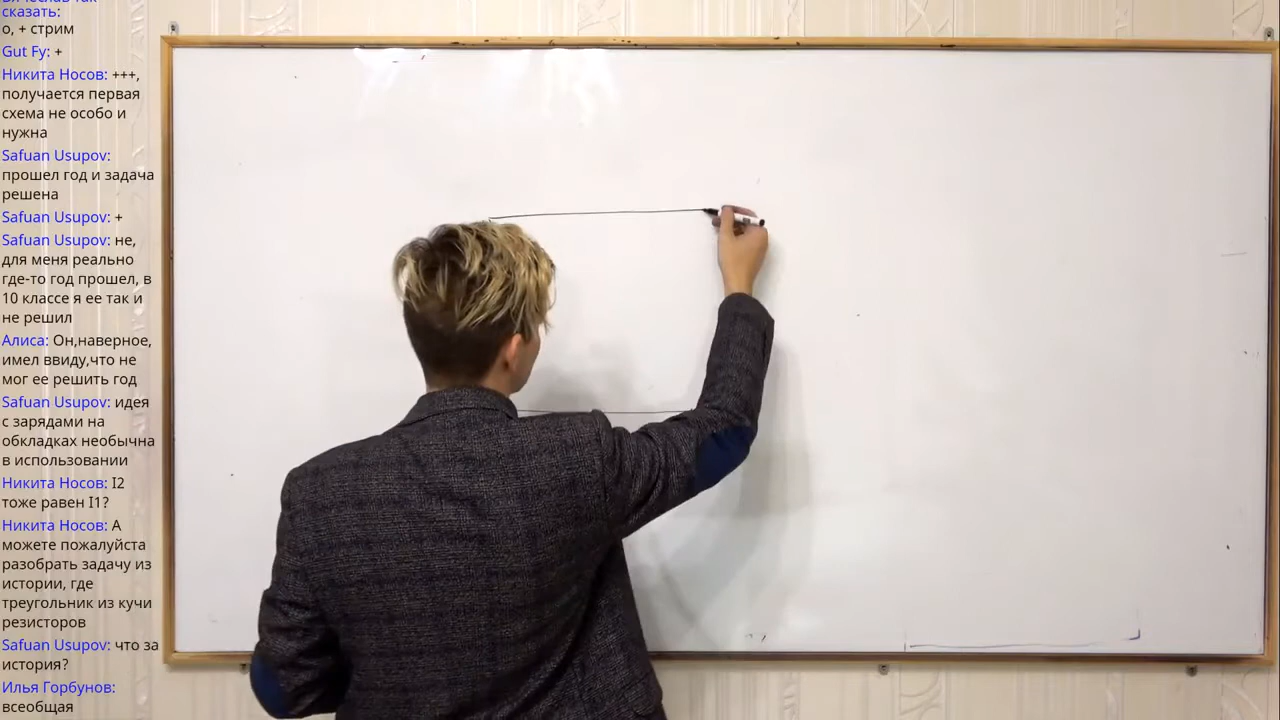 сказать:
о, + стрим
Gut Fy: +
Никита Носов: +++,
получается первая
схема не особо и
нужна
Safuan Usupov:
прошел год и задача
решена
Safuan Usupov: +
Safuan Usupov: не,
для меня реально
где-то год прошел, в
10 классе я ее так и
не решил
Алиса: Он,наверное,
имел ввиду,что не
мог ее решить год
Safuan Usupov: идея
с зарядами на
обкладках необычна
в использовании
Никита Носов: I2
тоже равен I1?
Никита Носов: А
можете пожалуйста
разобрать задачу из
истории, где
треугольник из кучи
резисторов
Safuan Usupov: что за
история?
Илья Горбунов:
всеобщая